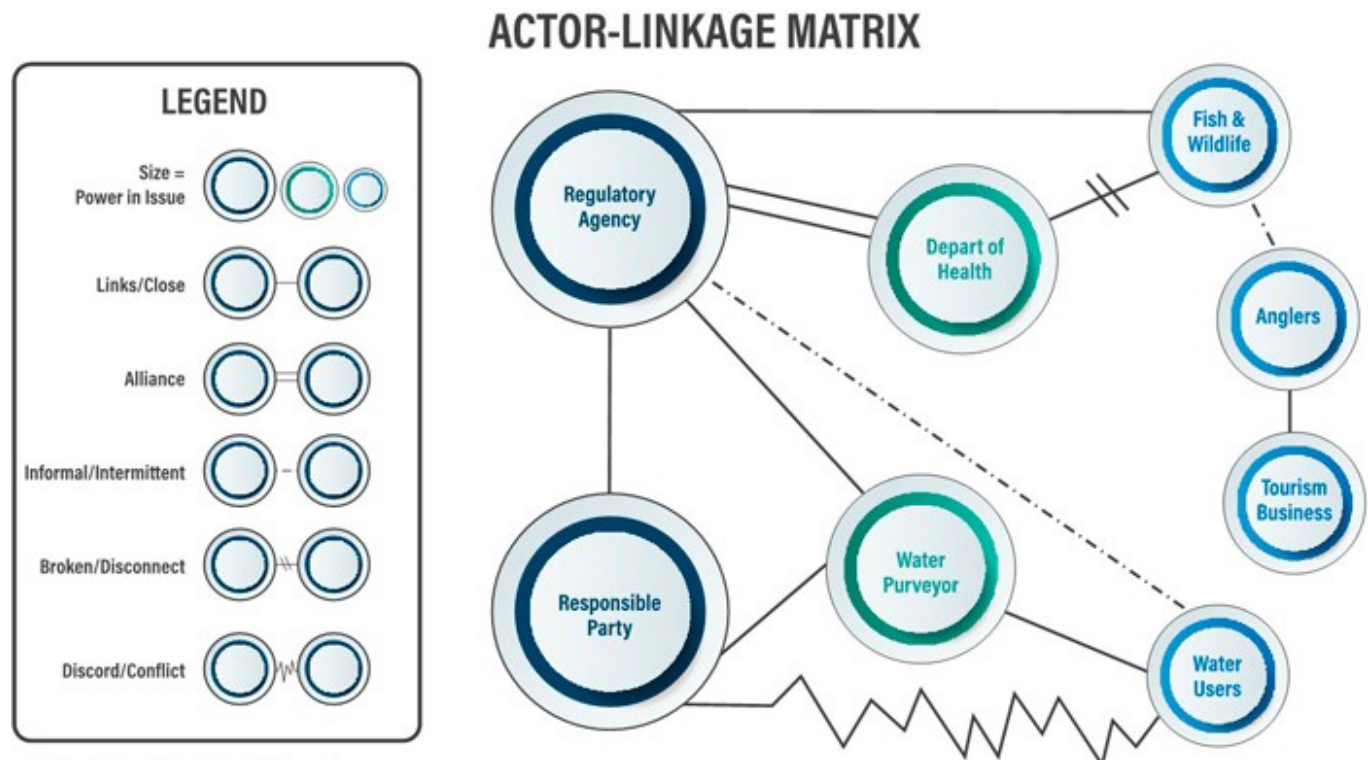 ACTOR-LINKAGE MATRIX
LEGEND
Size =
Power in Issue
Links/Close
Alliance
Informal/Intermittent
Broken/Disconnect
Discord/Conflict
Regulatory
Agency
Fish &
Wildlife
Depart of
Health
Anglers
Tourism
Business
Water
Purveyor
Responsible
Party
Water
Users